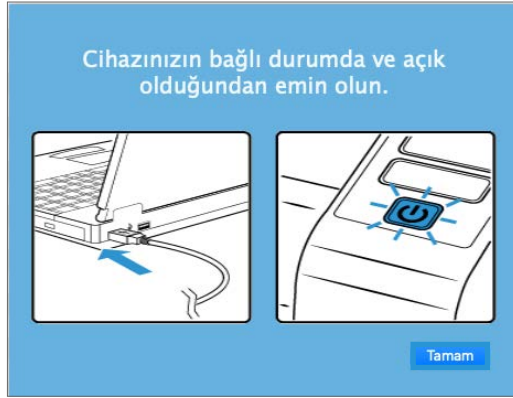 Cihazınızın bağlı durumda ve açık
olduğundan emin olun.
Tamam